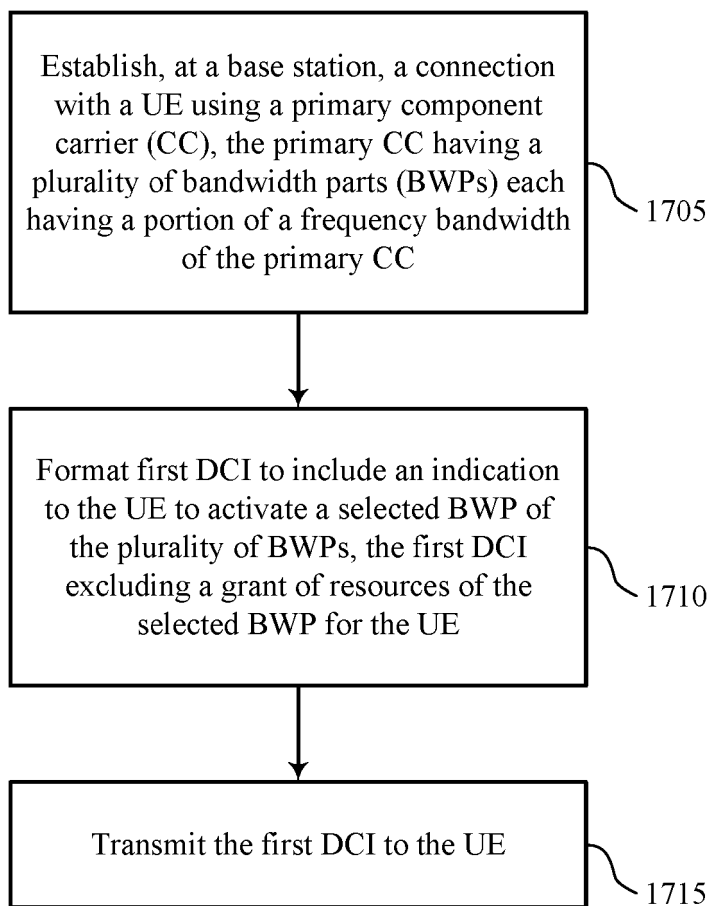 Establish, at a base station, a connection
with a UE using a primary component
carrier (CC), the primary CC having a
plurality of bandwidth parts (BWPs) each
having a portion of a frequency bandwidth
of the primary CC
1705
Format first DCI to include an indication
to the UE to activate a selected BWP of
the plurality of BWPs, the first DCI
excluding a grant of resources of the
selected BWP for the UE
1710
Transmit the first DCI to the UE
1715